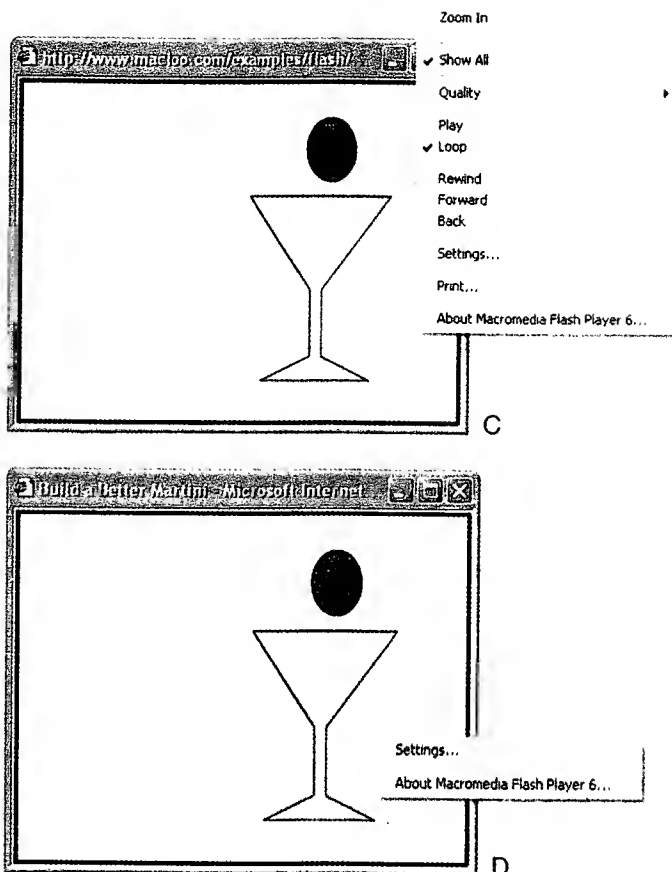 Zoom In
http://www.macloo.com/examples/flash/
Show All
Quality
Play
Loop
Rewind
Forward
Back
Settings...
Print...
About Macromedia Flash Player 6...
C
Build a Better Martini - Microsoft Internet
Settings...
About Macromedia Flash Player 6...
D